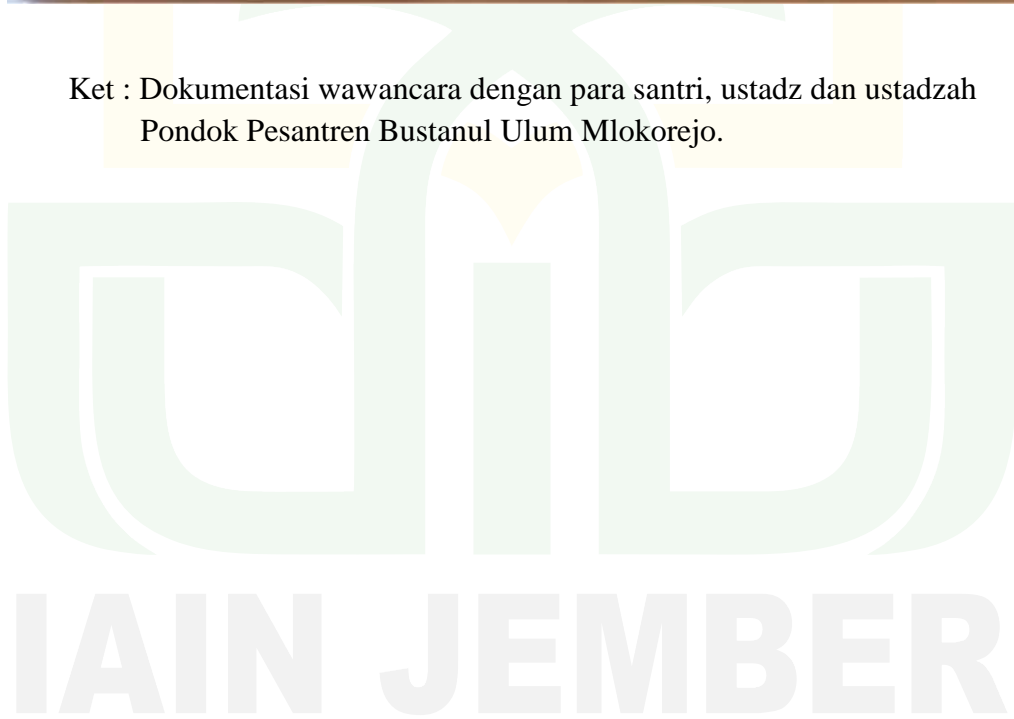 Ket : Dokumentasi wawancara dengan para santri, ustadz dan ustadzah
Pondok Pesantren Bustanul Ulum Mlokorejo.
IAIN JEMBER